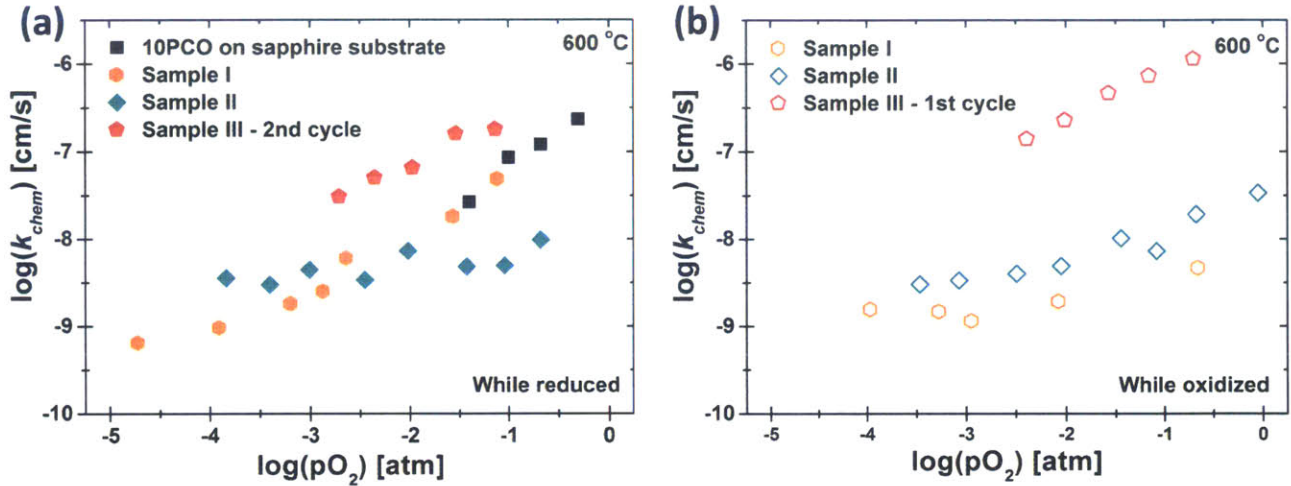 (a)
10PCO on sapphire substrate
Sample I
Sample II
Sample III - 2nd cycle
600 °C
While reduced
log(k_chem) [cm/s]
-6
-7
-8
-9
-10
-5
-4
-3
-2
-1
0
log(pO₂) [atm]
(b)
Sample I
Sample II
Sample III - 1st cycle
600 °C
While oxidized
log(k_chem) [cm/s]
-6
-7
-8
-9
-10
-5
-4
-3
-2
-1
0
log(pO₂) [atm]